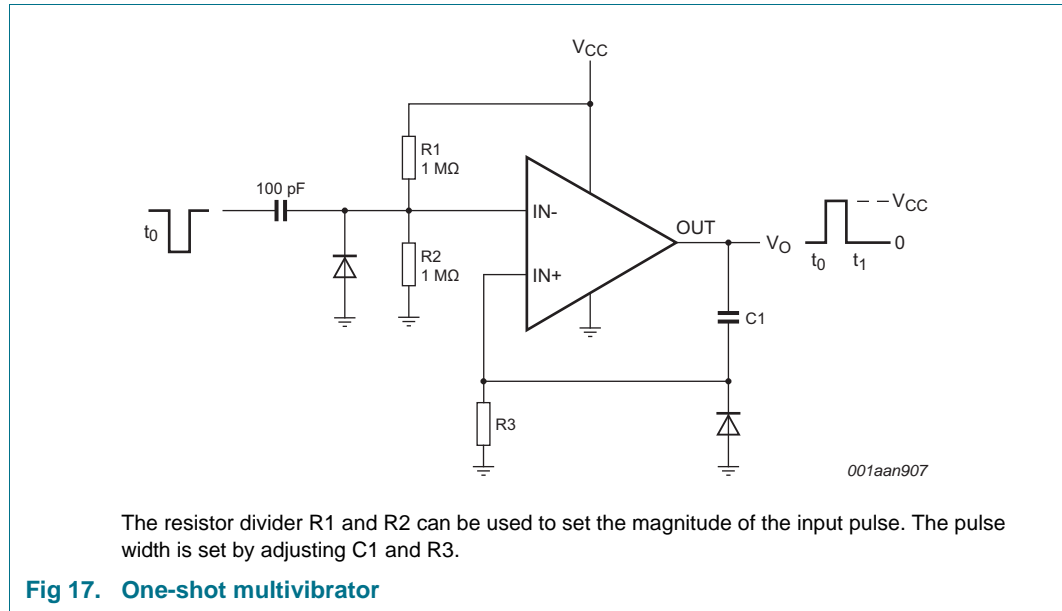 VCC
R1
1 MΩ
100 pF
t0
IN-
OUT
VO
VCC
0
t0 t1
R2
1 MΩ
IN+
C1
R3
001aan907
The resistor divider R1 and R2 can be used to set the magnitude of the input pulse. The pulse
width is set by adjusting C1 and R3.
Fig 17. One-shot multivibrator